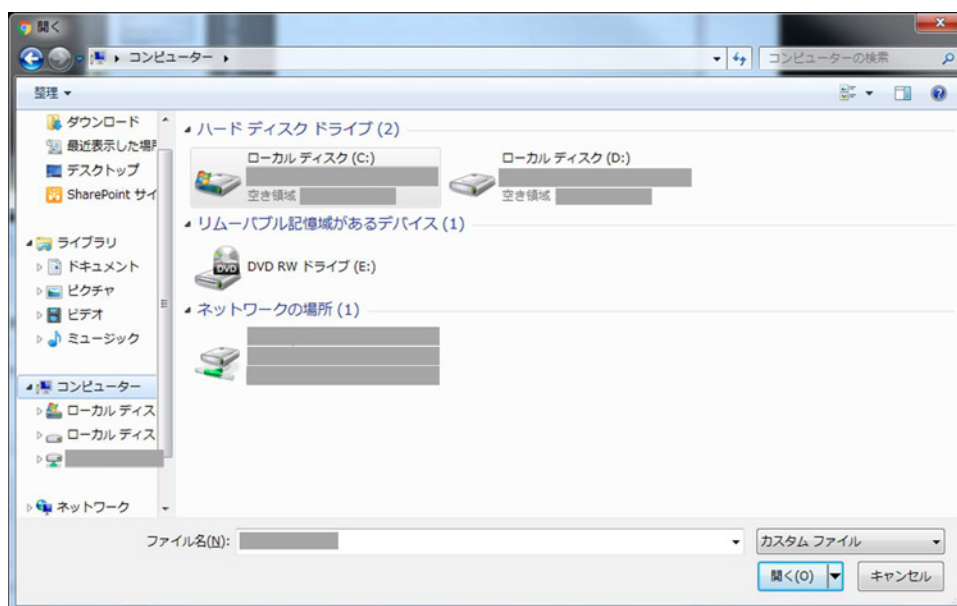 開く
コンピューター
コンピューターの検索
整理
ダウンロード
最近表示した場所
デスクトップ
SharePoint サイ
ライブラリ
ドキュメント
ピクチャ
ビデオ
ミュージック
コンピューター
ローカル ディス
ローカル ディス
ネットワーク
ハード ディスク ドライブ (2)
ローカル ディスク (C:)
空き領域
ローカル ディスク (D:)
空き領域
リムーバブル記憶域があるデバイス (1)
DVD
DVD RW ドライブ (E:)
ネットワークの場所 (1)
ファイル名(N):
カスタム ファイル
開く(O)
キャンセル